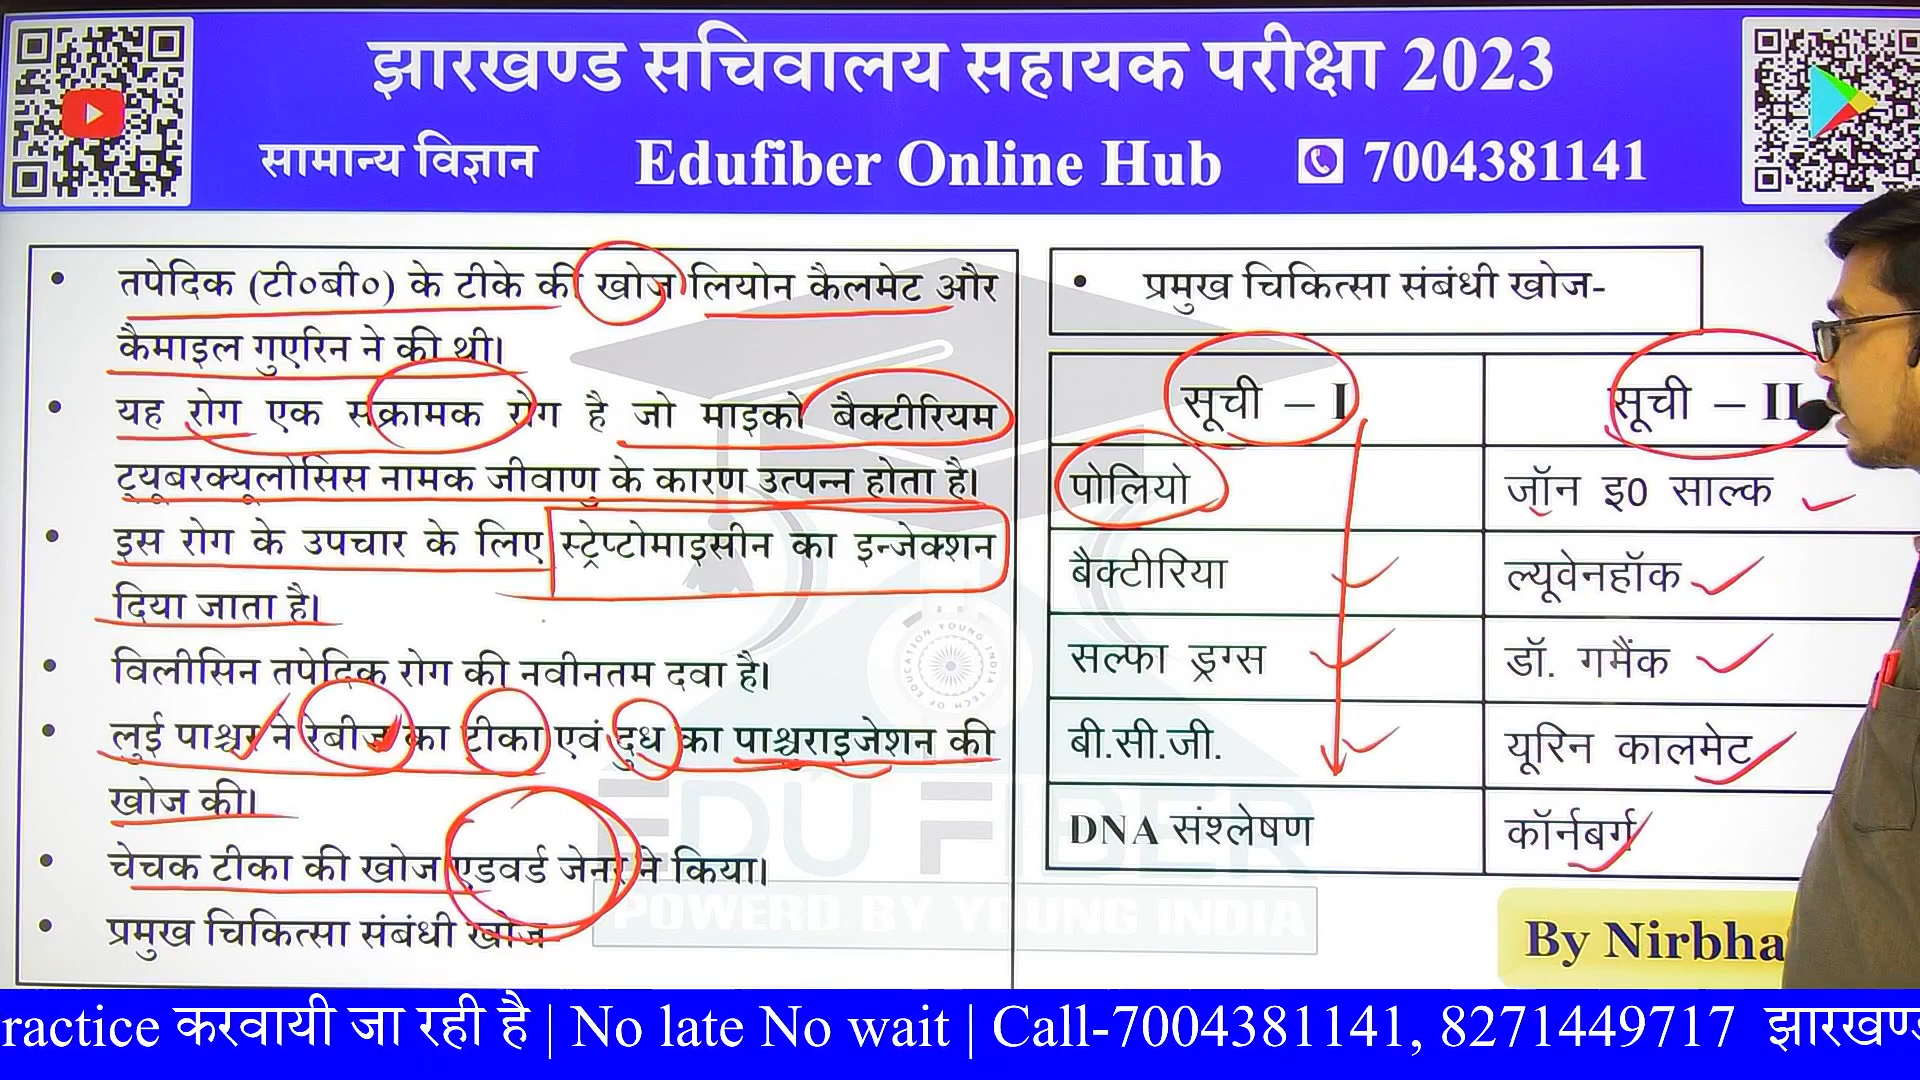 झारखण्ड सचिवालय सहायक परीक्षा 2023
सामान्य विज्ञान Edufiber Online Hub 7004381141
• तपेदिक (टी०बी०) के टीके की खोज लियोन कैलमेट और
कैमाइल गुएरिन ने की थी।
• यह रोग एक सक्रामक रोग है जो माइको बैक्टीरियम
ट्यूबरक्यूलोसिस नामक जीवाणु के कारण उत्पन्न होता है।
• इस रोग के उपचार के लिए स्ट्रेप्टोमाइसीन का इन्जेक्शन
दिया जाता है।
• विलीसिन तपेदिक रोग की नवीनतम दवा है।
• लुई पाश्चर ने रेबीज का टीका एवं दुध का पाश्चराइजेशन की
खोज की।
• चेचक टीका की खोज एडवर्ड जेनर ने किया।
• प्रमुख चिकित्सा संबंधी खोज
• प्रमुख चिकित्सा संबंधी खोज-
सूची – I सूची – II
पोलियो जॉन इ0 साल्क
बैक्टीरिया ल्यूवेनहॉक
सल्फा ड्रग्स डॉ. गमैंक
बी.सी.जी. यूरिन कालमेट
DNA संश्लेषण कॉर्नबर्ग
EDU FIBER
POWERD BY YOUNG INDIA
By Nirbha
ractice करवायी जा रही है | No late No wait | Call-7004381141, 8271449717 झारखण्ड